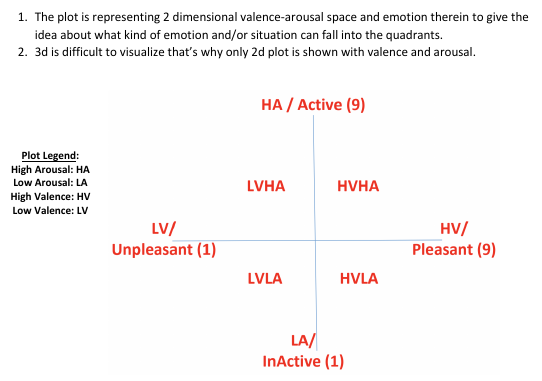 1. The plot is representing 2 dimensional valence-arousal space and emotion therein to give the
idea about what kind of emotion and/or situation can fall into the quadrants.
2. 3d is difficult to visualize that's why only 2d plot is shown with valence and arousal.
HA / Active (9)
Plot Legend:
High Arousal: HA
Low Arousal: LA
High Valence: HV
Low Valence: LV
LVHA
HVHA
LV/
Unpleasant (1)
HV/
Pleasant (9)
LVLA
HVLA
LA/
InActive (1)